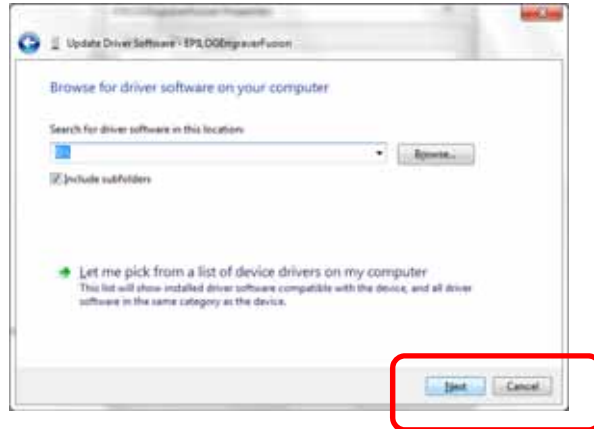 Update Driver Software - EPILOGEngraverFusion
Browse for driver software on your computer
Search for driver software in this location:
Browse...
Include subfolders
Let me pick from a list of device drivers on my computer
This list will show installed driver software compatible with the device, and all driver
software in the same category as the device.
Next Cancel